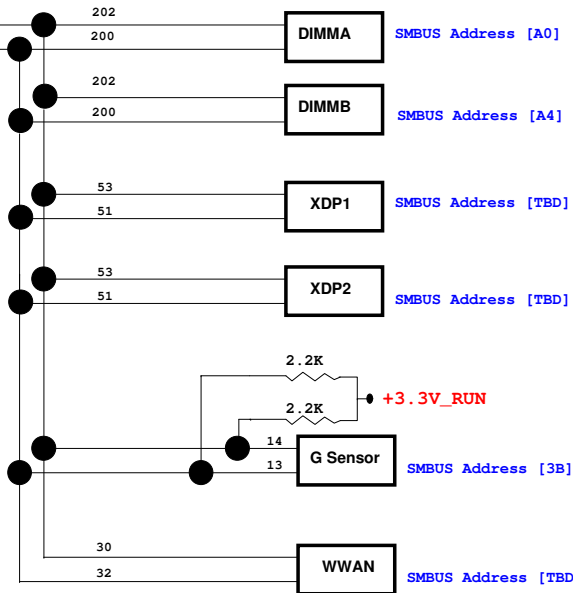 202
DIMMA
SMBUS Address [A0]
200
202
DIMMB
SMBUS Address [A4]
200
53
XDP1
SMBUS Address [TBD]
51
53
XDP2
SMBUS Address [TBD]
51
2.2K
+3.3V_RUN
2.2K
14
G Sensor
13
SMBUS Address [3B]
30
WWAN
32
SMBUS Address [TBD